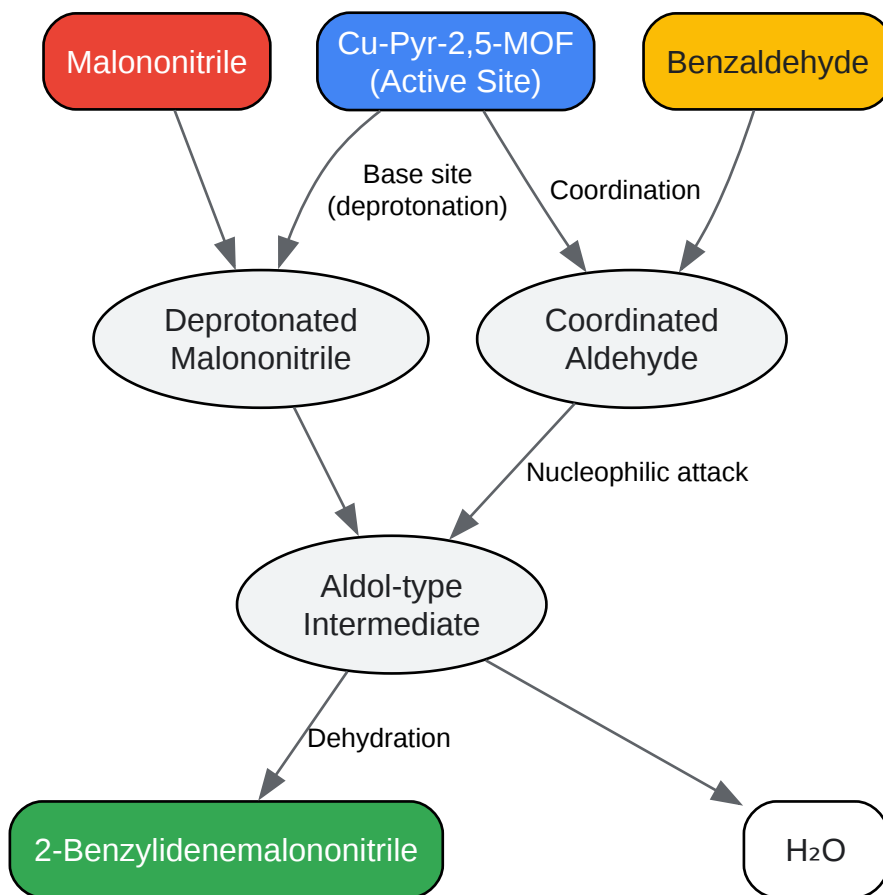 Malononitrile
Cu-Pyr-2,5-MOF
(Active Site)
Benzaldehyde
Base site
(deprotonation)
Coordination
Deprotonated
Malononitrile
Coordinated
Aldehyde
Nucleophilic attack
Aldol-type
Intermediate
Dehydration
2-Benzylidenemalononitrile
H₂O